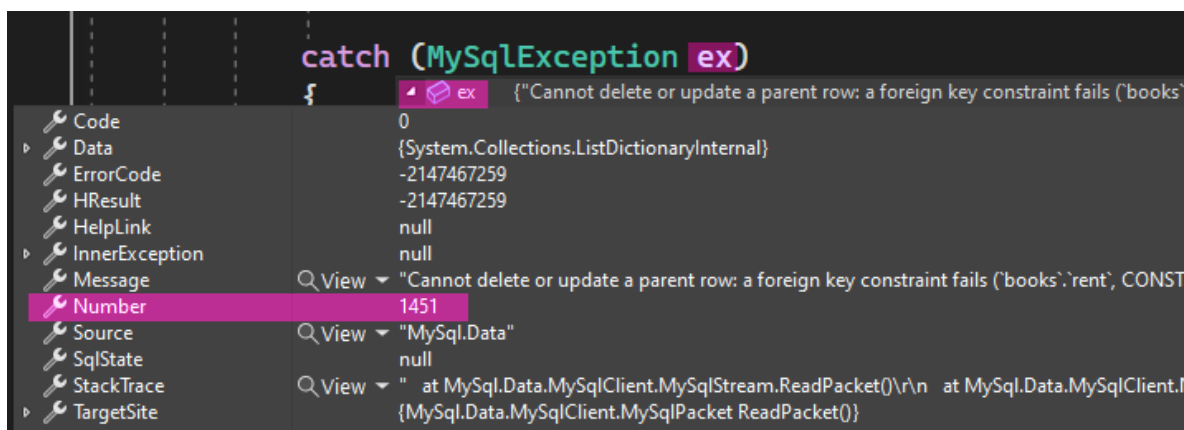 catch (MySqlException ex)
{ ex {"Cannot delete or update a parent row: a foreign key constraint fails (`books`
Code 0
Data {System.Collections.ListDictionaryInternal}
ErrorCode -2147467259
HResult -2147467259
HelpLink null
InnerException null
Message View "Cannot delete or update a parent row: a foreign key constraint fails (`books`.`rent`, CONST
Number 1451
Source View "MySql.Data"
SqlState null
StackTrace View " at MySql.Data.MySqlClient.MySqlStream.ReadPacket()\r\n at MySql.Data.MySqlClient.
TargetSite {MySql.Data.MySqlClient.MySqlPacket ReadPacket()}